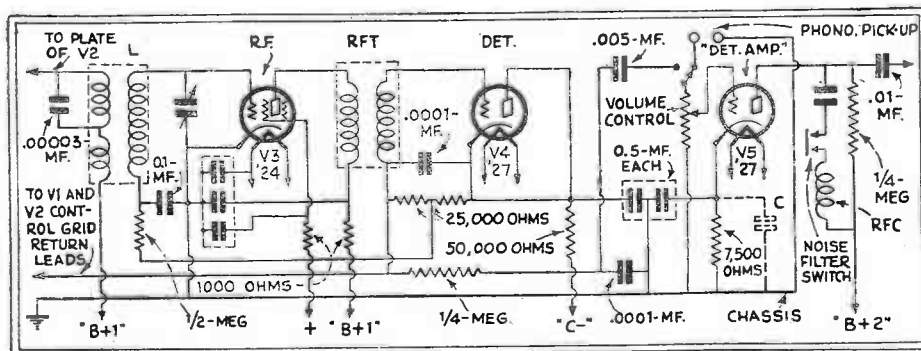 TO PLATE
OF V2
L
R.F.
RFT
DET.
.005-MF.
PHONO. PICK-UP
"DET. AMP."
.00003-
MF.
0.1-
MF.
V3
'24
.0001-
MF.
V4
'27
VOLUME
CONTROL
0.5-MF.
EACH
V5
'27
.01-
MF.
1/4-
MEG.
RFC
C
TO V1 AND
V2 CONT-
ROL GRID
RETURN
LEADS
25,000 OHMS
50,000 OHMS
7,500
OHMS
NOISE
FILTER
SWITCH
1000 OHMS
"B+1"
1/2-MEG
+
"B+1"
1/4-MEG.
"C-"
.0001-MF.
CHASSIS
"B+2"